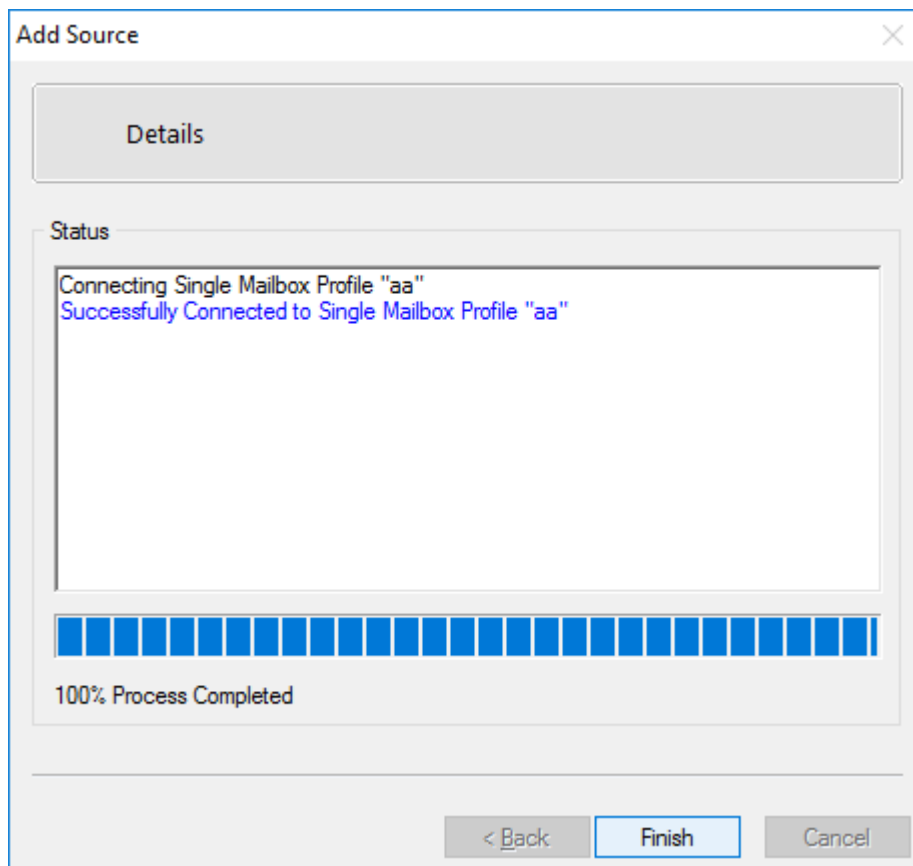 Add Source
Details
Status
Connecting Single Mailbox Profile "aa"
Successfully Connected to Single Mailbox Profile "aa"
100% Process Completed
< Back
Finish
Cancel